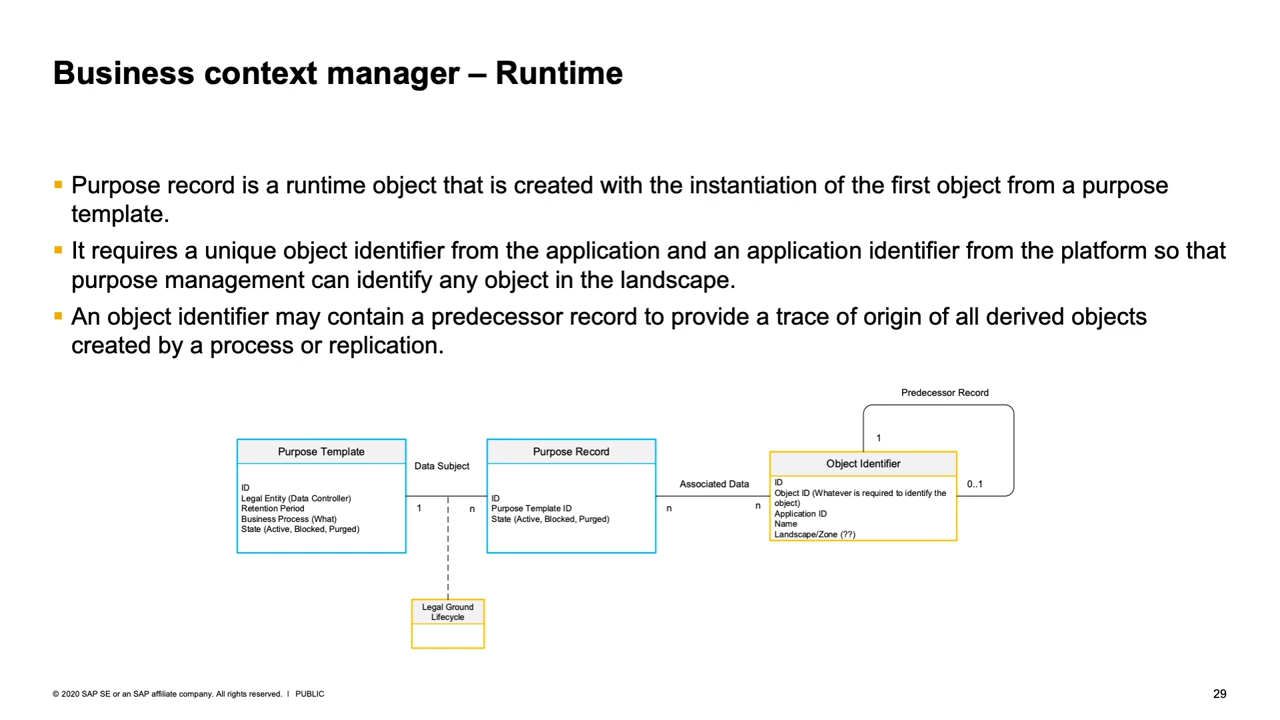 Business context manager – Runtime
▪ Purpose record is a runtime object that is created with the instantiation of the first object from a purpose
template.
▪ It requires a unique object identifier from the application and an application identifier from the platform so that
purpose management can identify any object in the landscape.
▪ An object identifier may contain a predecessor record to provide a trace of origin of all derived objects
created by a process or replication.
Predecessor Record
1
0..1
Purpose Template
ID
Legal Entity (Data Controller)
Retention Period
Business Process (What)
State (Active, Blocked, Purged)
Data Subject
1
n
Purpose Record
ID
Purpose Template ID
State (Active, Blocked, Purged)
Associated Data
n
n
Object Identifier
ID
Object ID (Whatever is required to identify the
object)
Application ID
Name
Landscape/Zone (??)
Legal Ground
Lifecycle
© 2020 SAP SE or an SAP affiliate company. All rights reserved. ǀ PUBLIC
29